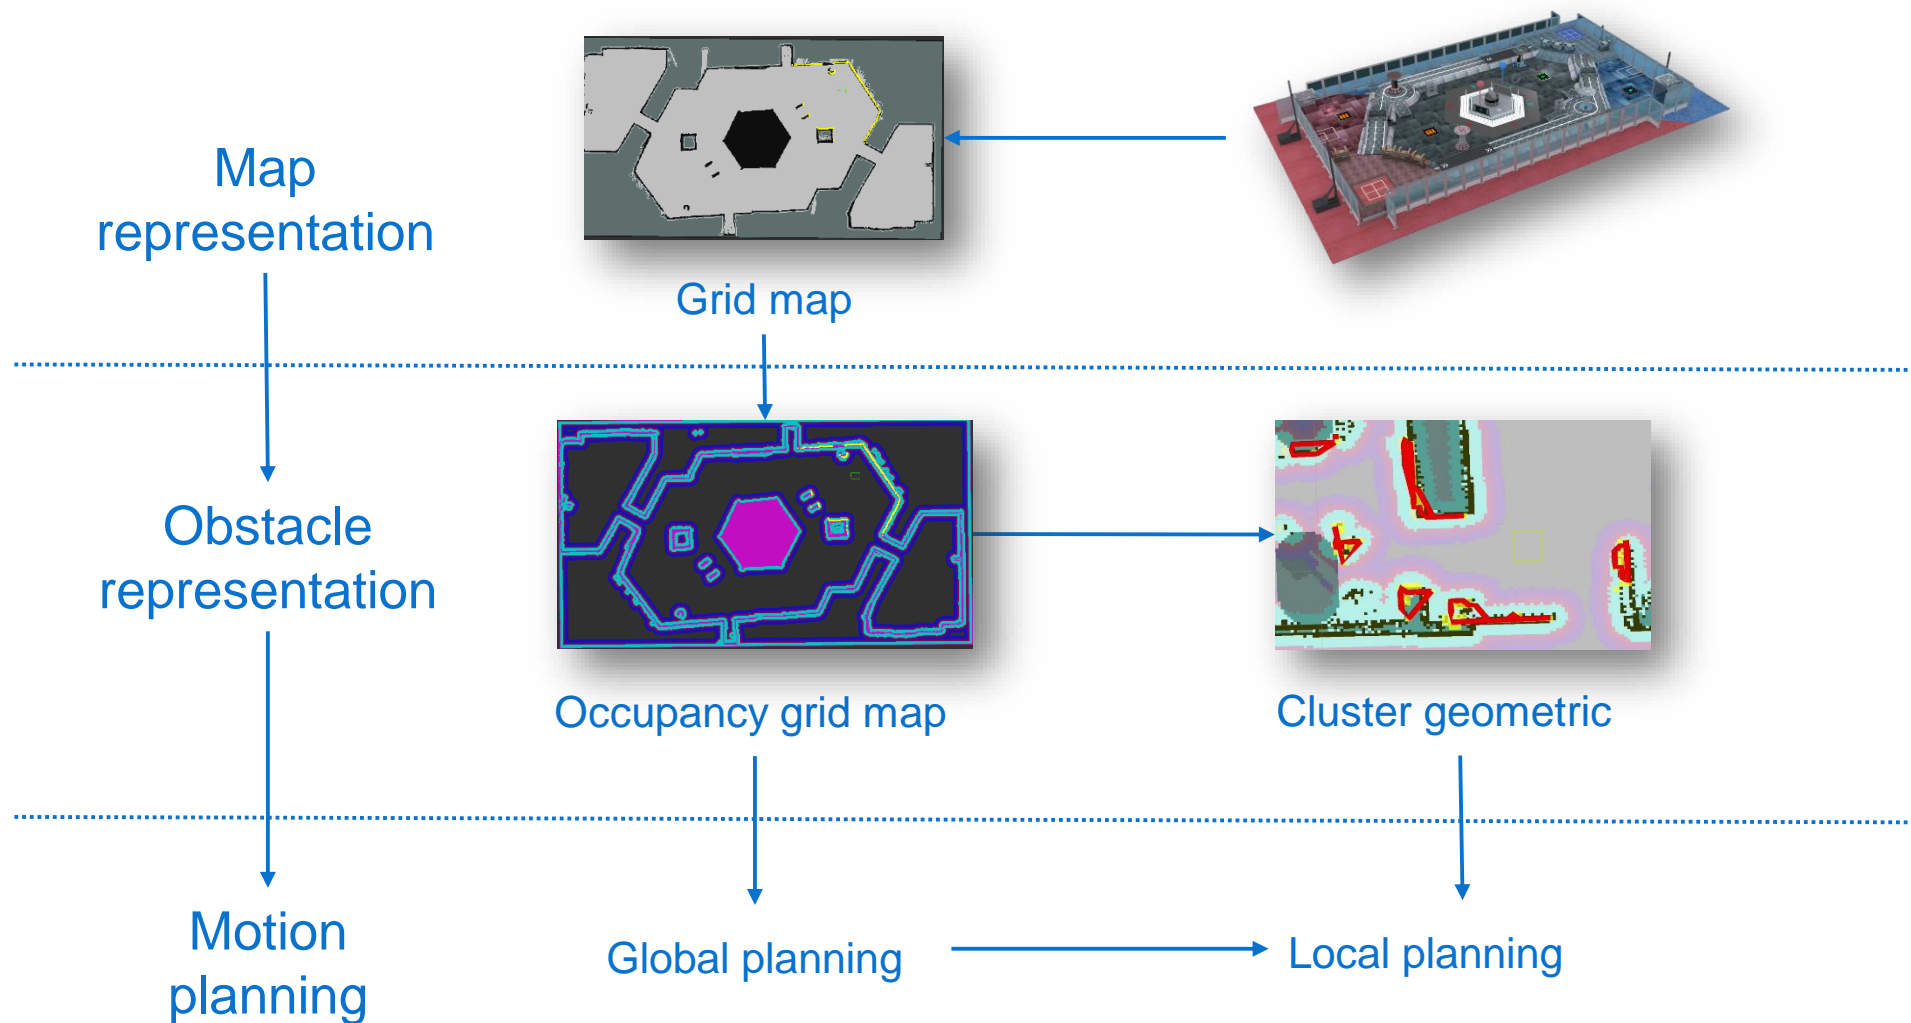 Map
representation
Grid map
Obstacle
representation
Occupancy grid map
Cluster geometric
Motion
planning
Global planning
Local planning